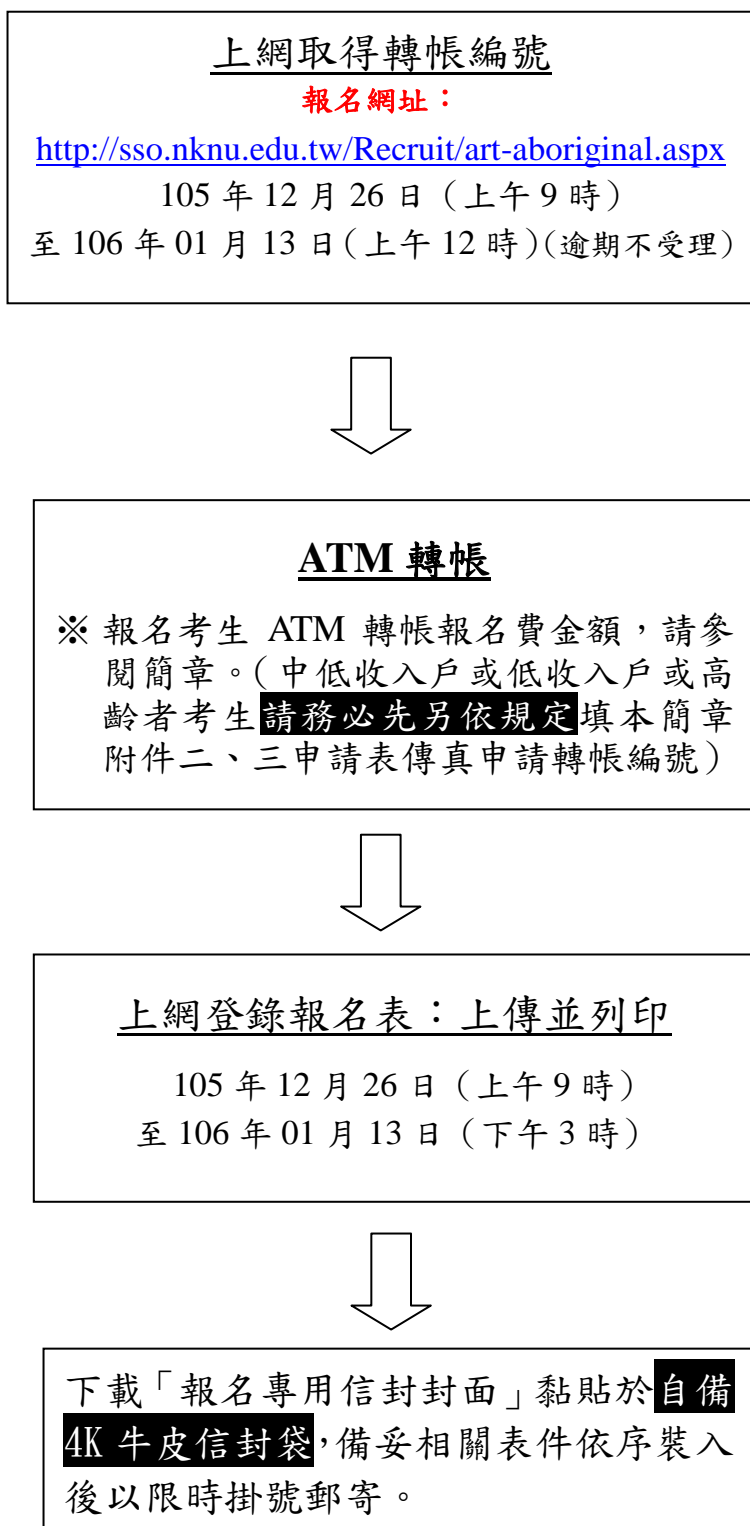 上網取得轉帳編號
報名網址：
http://sso.nknu.edu.tw/Recruit/art-aboriginal.aspx
105 年 12 月 26 日（上午 9 時）
至 106 年 01 月 13 日（上午 12 時）（逾期不受理）
ATM 轉帳
※ 報名考生 ATM 轉帳報名費金額，請參
閱簡章。（中低收入戶或低收入戶或高
齡者考生請務必先另依規定填本簡章
附件二、三申請表傳真申請轉帳編號）
上網登錄報名表：上傳並列印
105 年 12 月 26 日（上午 9 時）
至 106 年 01 月 13 日（下午 3 時）
下載「報名專用信封封面」黏貼於自備
4K 牛皮信封袋，備妥相關表件依序裝入
後以限時掛號郵寄。